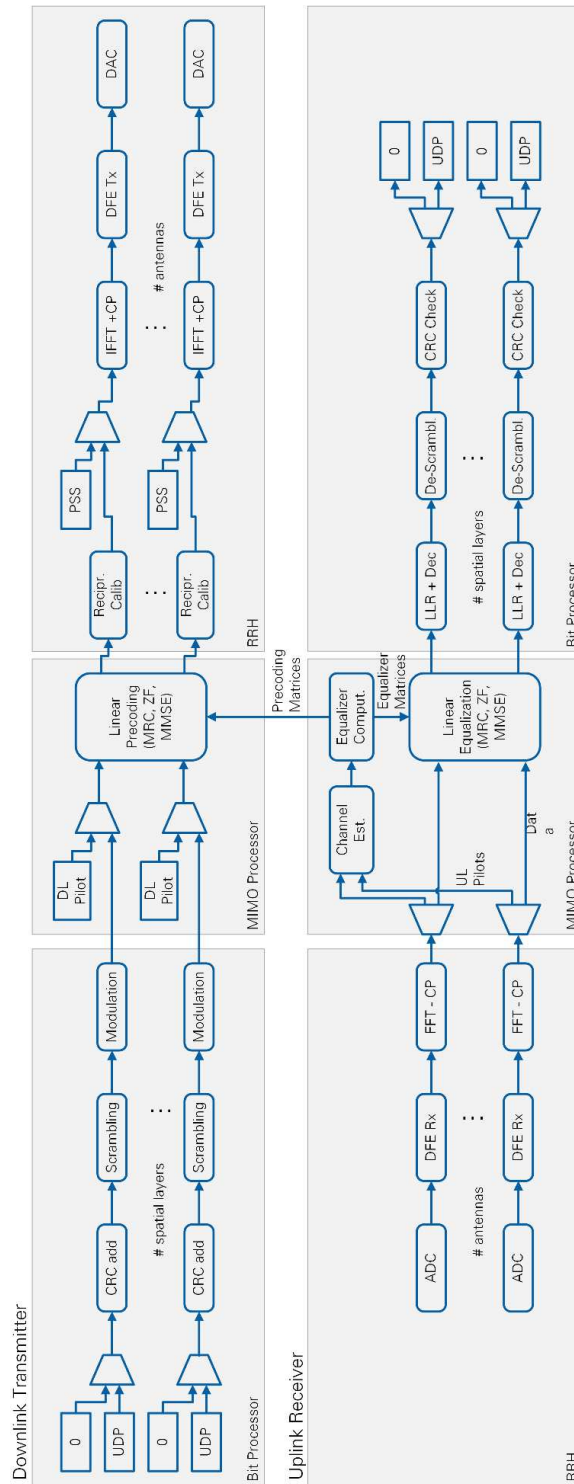 Downlink Transmitter
0
UDP
CRC add
Scrambling
Modulation
# spatial layers
...
0
UDP
CRC add
Scrambling
Modulation
Bit Processor
DL
Pilot
DL
Pilot
Linear
Precoding
(MRC, ZF,
MMSE)
MIMO Processor
Recipr.
Calib
PSS
IFFT +CP
DFE Tx
DAC
...
...
# antennas
Recipr.
Calib
PSS
IFFT +CP
DFE Tx
DAC
RRH
Precoding
Matrices
Uplink Receiver
ADC
DFE Rx
FFT - CP
# antennas
...
ADC
DFE Rx
FFT - CP
RRH
Channel
Est.
Equalizer
Comput.
Equalizer
Matrices
UL
Pilots
Dat
a
Linear
Equalization
(MRC, ZF,
MMSE)
MIMO Processor
LLR + Dec
De-Scrambl.
CRC Check
0
UDP
# spatial layers
...
LLR + Dec
De-Scrambl.
CRC Check
0
UDP
Bit Processor